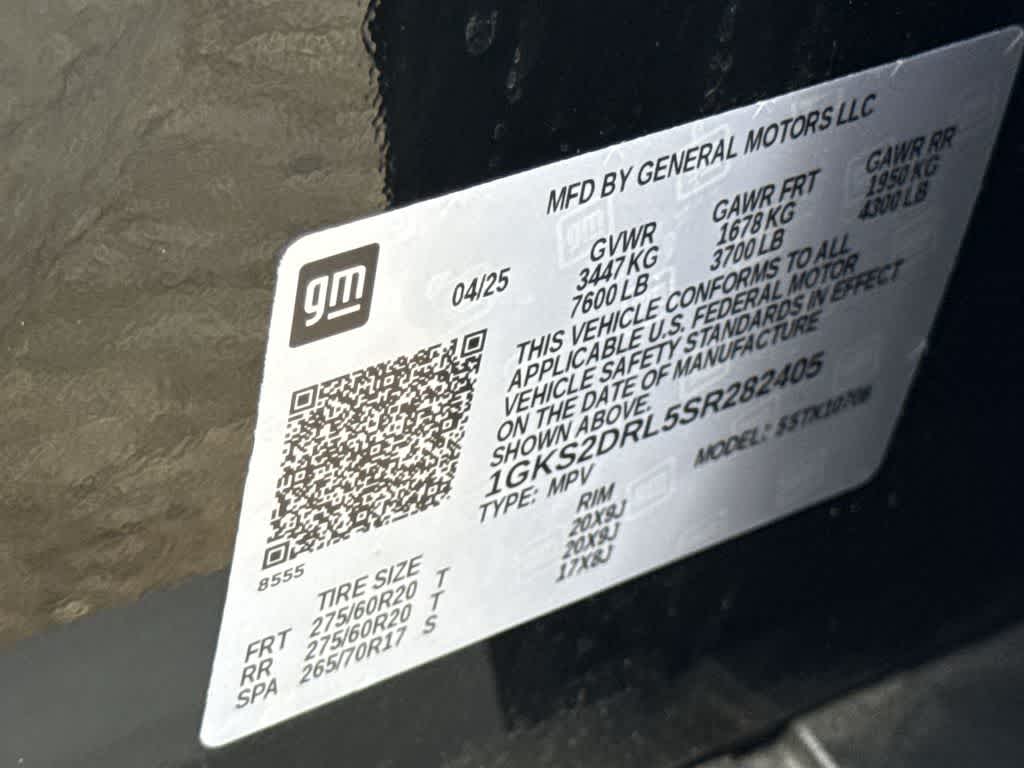 MFD BY GENERAL MOTORS LLC
gm
04/25
GVWR
3447 KG
7600 LB
GAWR FRT
1678 KG
3700 LB
GAWR RR
1950 KG
4300 LB
THIS VEHICLE CONFORMS TO ALL
APPLICABLE U.S. FEDERAL MOTOR
VEHICLE SAFETY STANDARDS IN EFFECT
ON THE DATE OF MANUFACTURE
SHOWN ABOVE.
1GKS2DRL5SR282405
TYPE: MPV MODEL:
8555
TIRE SIZE RIM
FRT 275/60R20 T 20X9J
RR 275/60R20 T 20X9J
SPA 265/70R17 S 17X8J